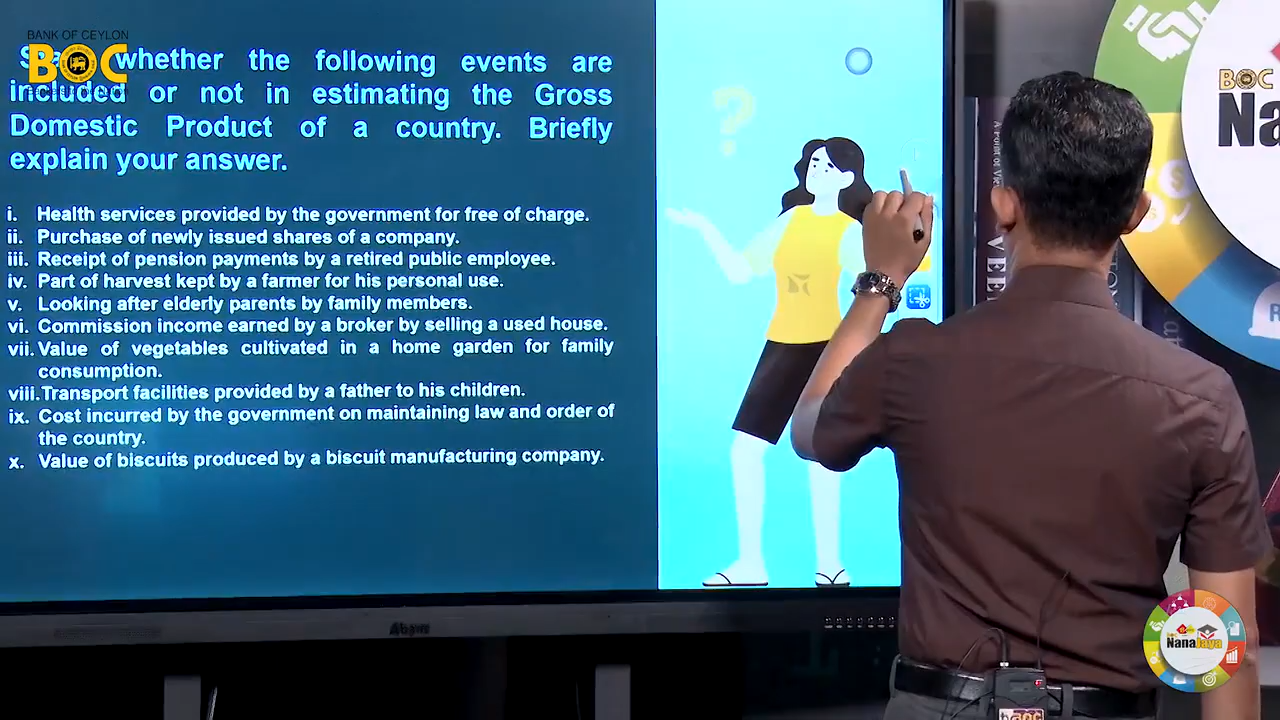 BANK OF CEYLON
BOC
whether the following events are
included or not in estimating the Gross
Domestic Product of a country. Briefly
explain your answer.
i. Health services provided by the government for free of charge.
ii. Purchase of newly issued shares of a company.
iii. Receipt of pension payments by a retired public employee.
iv. Part of harvest kept by a farmer for his personal use.
v. Looking after elderly parents by family members.
vi. Commission income earned by a broker by selling a used house.
vii. Value of vegetables cultivated in a home garden for family
consumption.
viii. Transport facilities provided by a father to his children.
ix. Cost incurred by the government on maintaining law and order of
the country.
x. Value of biscuits produced by a biscuit manufacturing company.
?
BOC
Na
NanaJaya